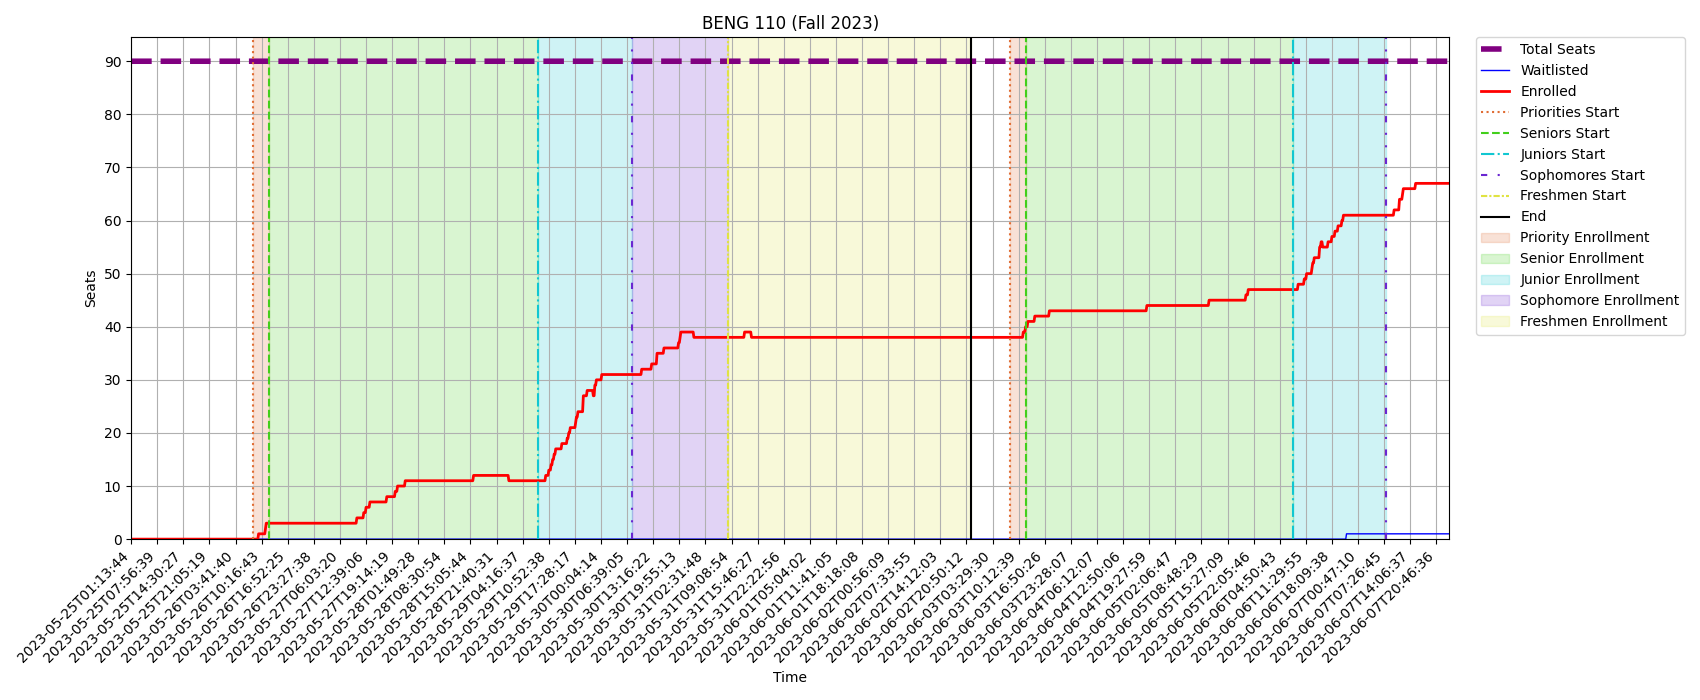 BENG 110 (Fall 2023)
Seats
90
80
70
60
50
40
30
20
10
0
2023-05-25T01:13:44
2023-05-25T07:56:39
2023-05-25T14:30:27
2023-05-25T21:05:19
2023-05-26T03:41:40
2023-05-26T10:16:43
2023-05-26T16:52:25
2023-05-26T23:27:38
2023-05-27T06:03:20
2023-05-27T12:39:06
2023-05-27T19:14:19
2023-05-28T01:49:28
2023-05-28T08:30:54
2023-05-28T15:05:44
2023-05-28T21:40:31
2023-05-29T04:16:37
2023-05-29T10:52:38
2023-05-29T17:28:17
2023-05-30T00:04:14
2023-05-30T06:39:05
2023-05-30T13:16:22
2023-05-30T19:55:13
2023-05-31T02:31:48
2023-05-31T09:08:54
2023-05-31T15:46:27
2023-05-31T22:22:56
2023-06-01T05:04:02
2023-06-01T11:41:05
2023-06-01T18:18:08
2023-06-02T00:56:09
2023-06-02T07:33:55
2023-06-02T14:12:03
2023-06-02T20:50:12
2023-06-03T03:29:30
2023-06-03T10:12:39
2023-06-03T16:50:26
2023-06-03T23:28:07
2023-06-04T06:12:07
2023-06-04T12:50:06
2023-06-04T19:27:59
2023-06-05T02:06:47
2023-06-05T08:48:29
2023-06-05T15:27:09
2023-06-05T22:05:46
2023-06-06T04:50:43
2023-06-06T11:29:55
2023-06-06T18:09:38
2023-06-07T00:47:10
2023-06-07T07:26:45
2023-06-07T14:06:37
2023-06-07T20:46:30
Time
Total Seats
Waitlisted
Enrolled
Priorities Start
Seniors Start
Juniors Start
Sophomores Start
Freshmen Start
End
Priority Enrollment
Senior Enrollment
Junior Enrollment
Sophomore Enrollment
Freshmen Enrollment